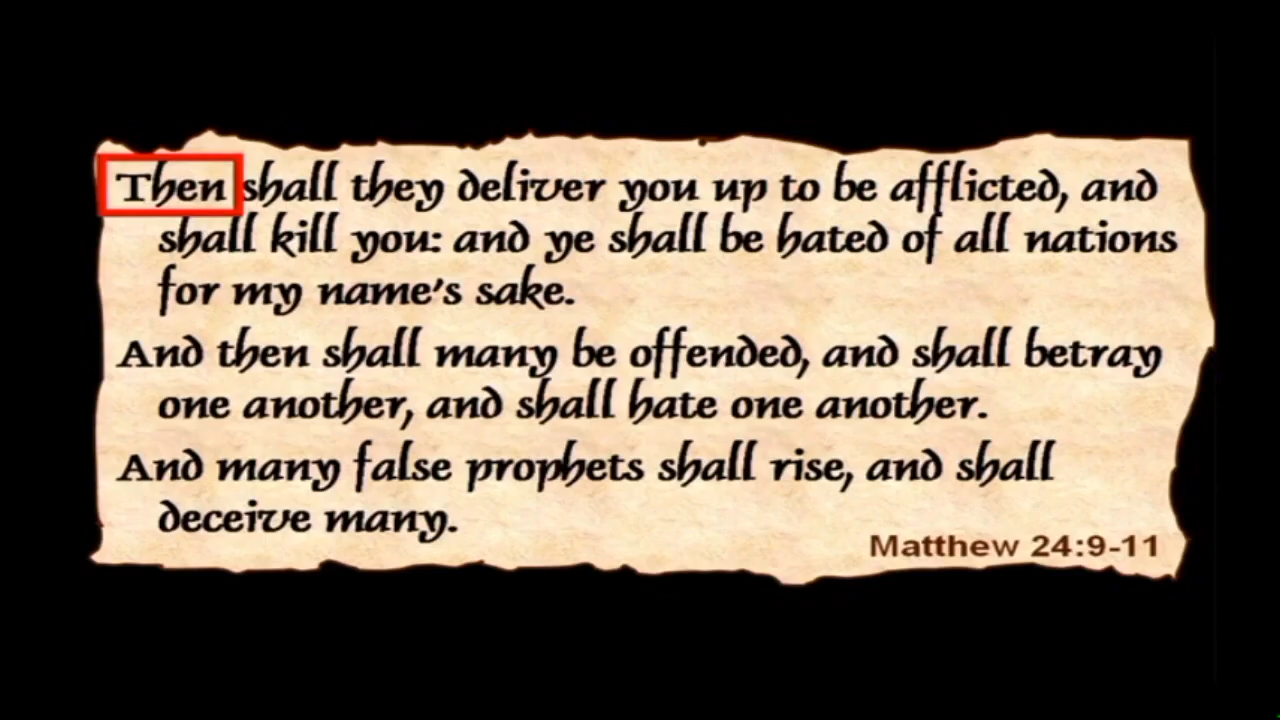 Then shall they deliver you up to be afflicted, and
shall kill you: and ye shall be hated of all nations
for my name's sake.
And then shall many be offended, and shall betray
one another, and shall hate one another.
And many false prophets shall rise, and shall
deceive many.
Matthew 24:9-11